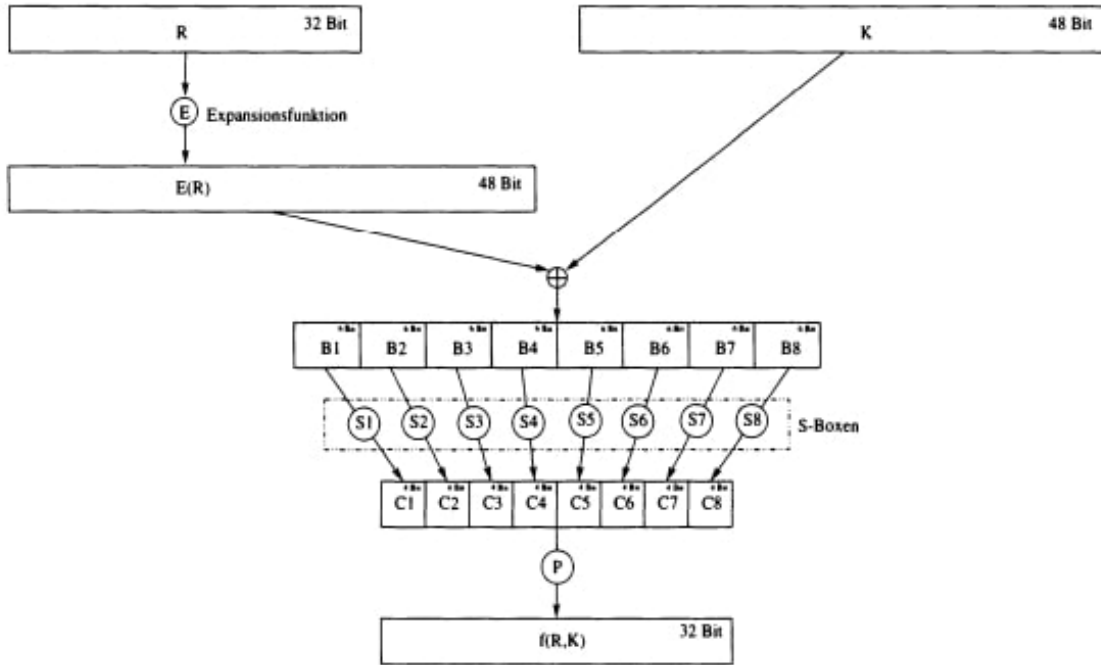 32 Bit
R
48 Bit
K
E
Expansionsfunktion
48 Bit
E(R)
B1 B2 B3 B4 B5 B6 B7 B8
S1 S2 S3 S4 S5 S6 S7 S8
S-Boxen
C1 C2 C3 C4 C5 C6 C7 C8
P
32 Bit
f(R,K)